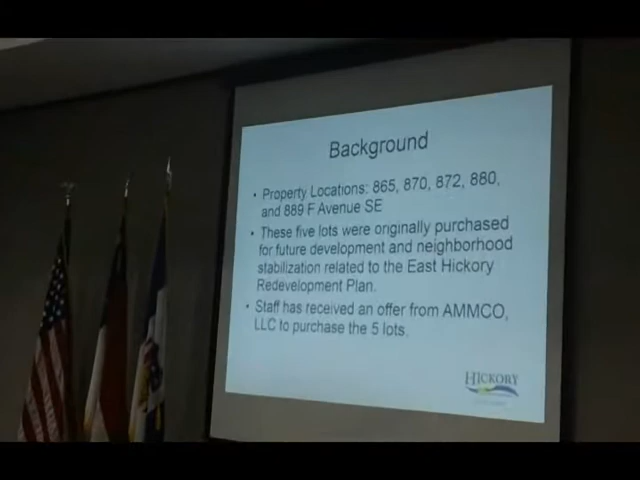 Background
• Property Locations: 865, 870, 872, 880,
and 889 F Avenue SE
• These five lots were originally purchased
for future development and neighborhood
stabilization related to the East Hickory
Redevelopment Plan.
• Staff has received an offer from AMMCO,
LLC to purchase the 5 lots.
HICKORY